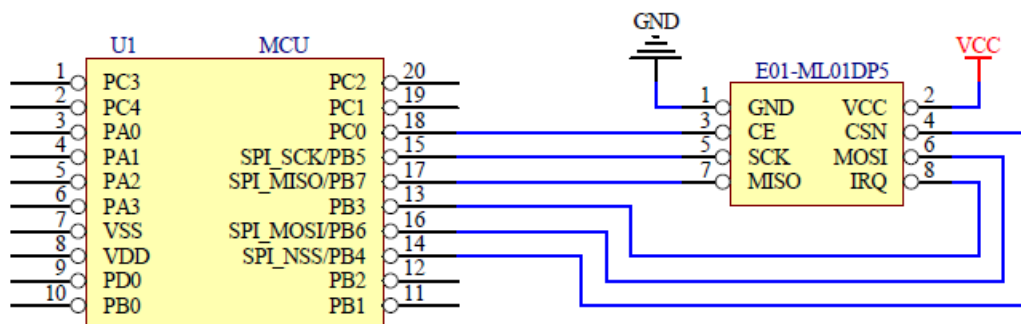 GND
U1 MCU VCC
E01-ML01DP5
1 PC3 PC2 20
2 PC4 PC1 19
3 PA0 PC0 18
4 PA1 SPI_SCK/PB5 15
5 PA2 SPI_MISO/PB7 17
6 PA3 PB3 13
7 VSS SPI_MOSI/PB6 16
8 VDD SPI_NSS/PB4 14
9 PD0 PB2 12
10 PB0 PB1 11
1 GND VCC 2
3 CE CSN 4
5 SCK MOSI 6
7 MISO IRQ 8